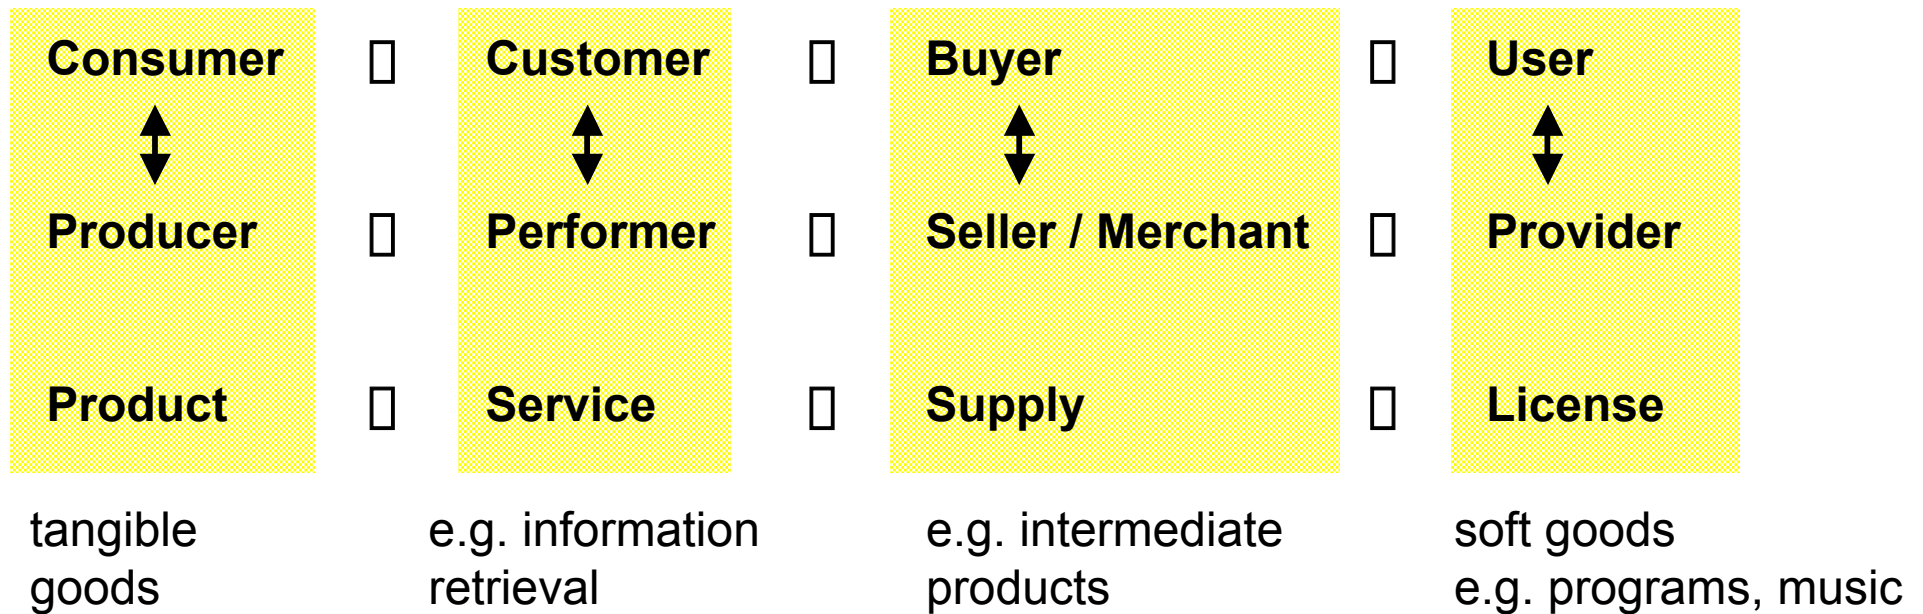 Consumer ▯ Customer ▯ Buyer ▯ User
Producer ▯ Performer ▯ Seller / Merchant ▯ Provider
Product ▯ Service ▯ Supply ▯ License
tangible e.g. information e.g. intermediate soft goods
goods retrieval products e.g. programs, music